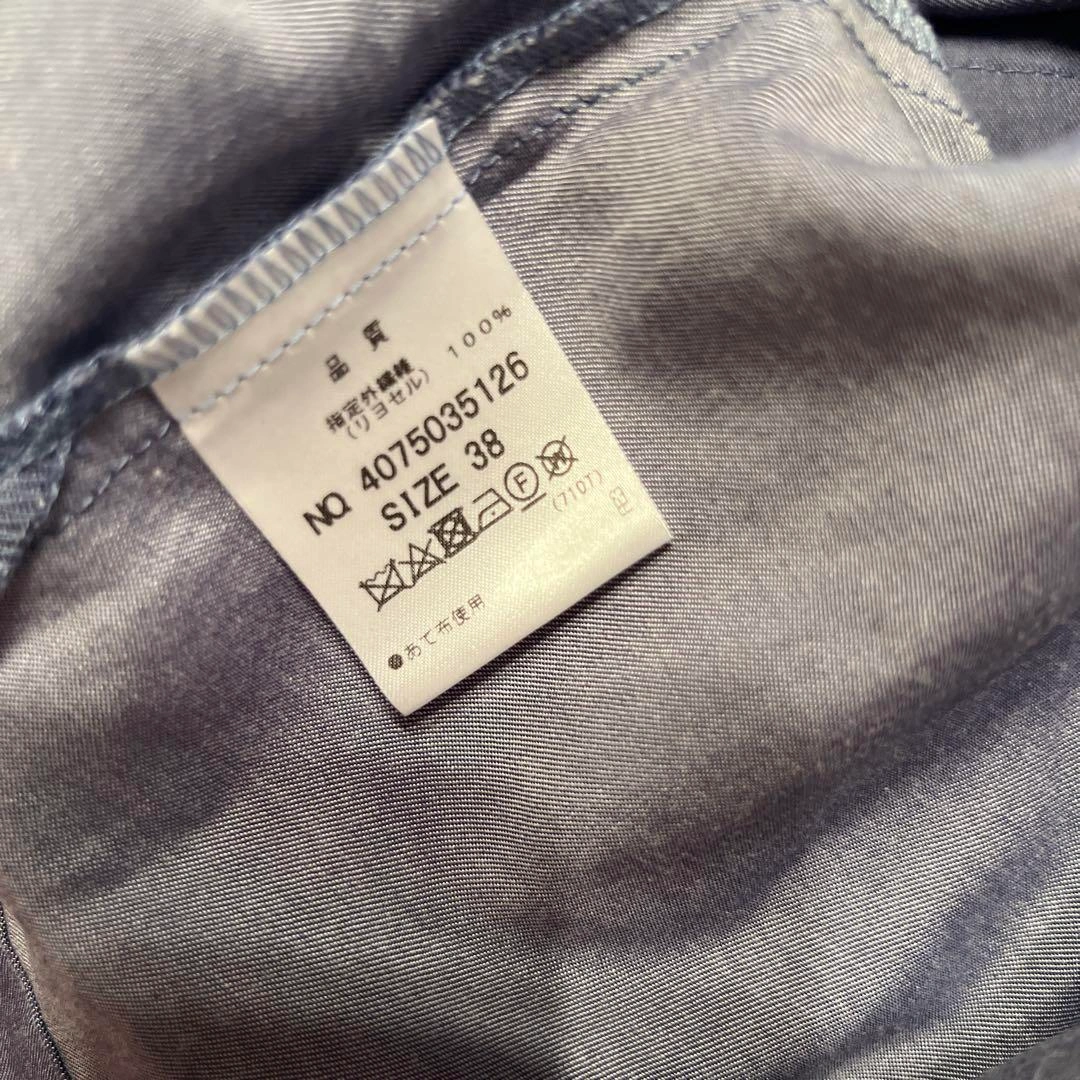 品 質
指定外繊維 100%
(リヨセル)
NO. 4075035126
SIZE 38
F W
(710T)
●あて布使用